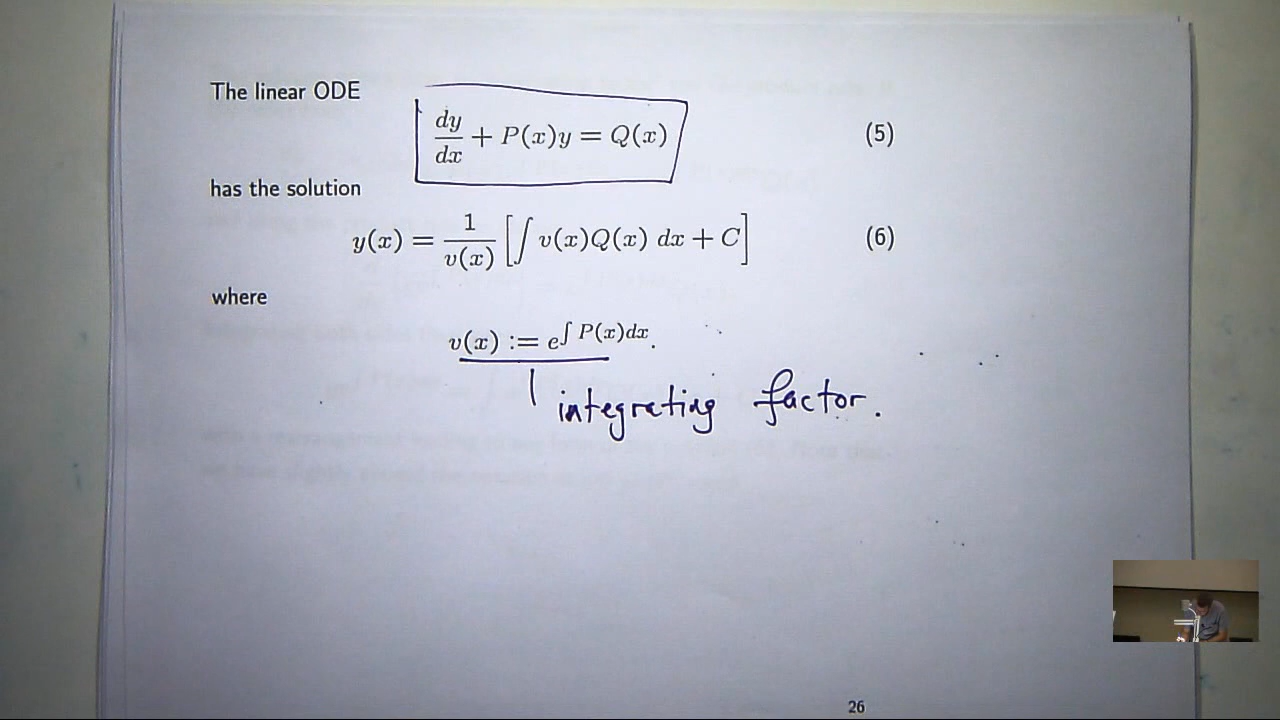 The linear ODE
dy/dx + P(x)y = Q(x) (5)
has the solution
y(x) = 1/v(x) [∫ v(x)Q(x) dx + C] (6)
where
v(x) := e^{∫ P(x)dx}.
integrating factor.
26